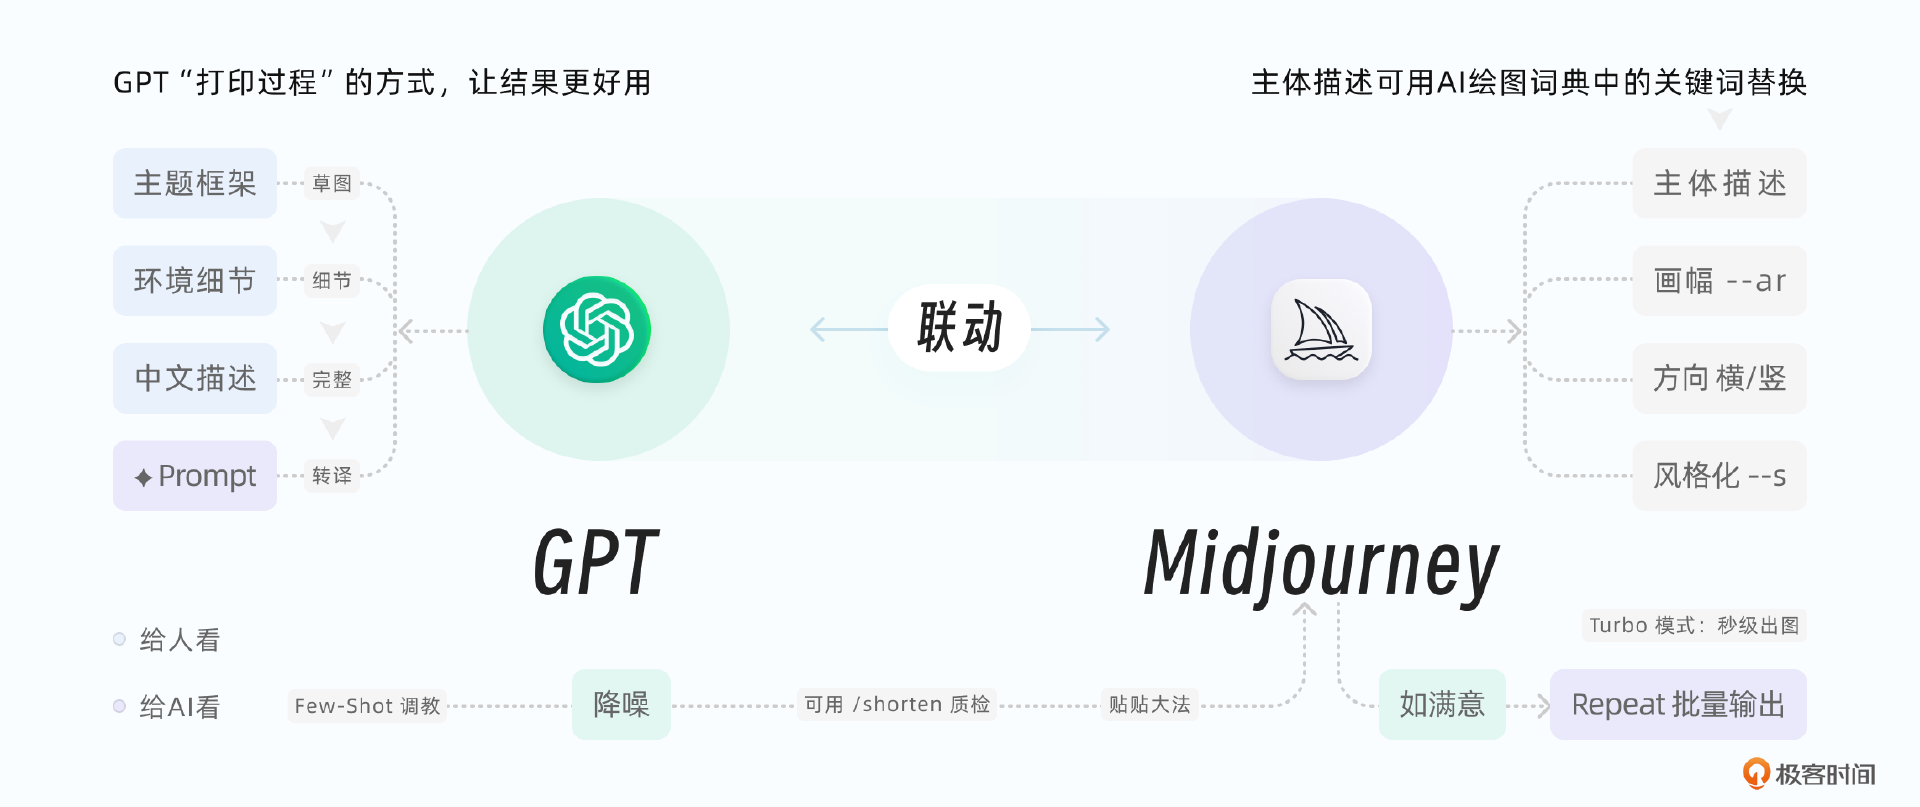 GPT “打印过程” 的方式，让结果更好用
主体描述可用AI绘图词典中的关键词替换
主题框架
草图
环境细节
细节
中文描述
完整
Prompt
转译
联动
主体描述
画幅 --ar
方向 横/竖
风格化 --s
GPT
Midjourney
给人看
给AI看
Few-Shot 调教
降噪
可用 /shorten 质检
贴贴大法
如满意
Turbo 模式：秒级出图
Repeat 批量输出
极客时间